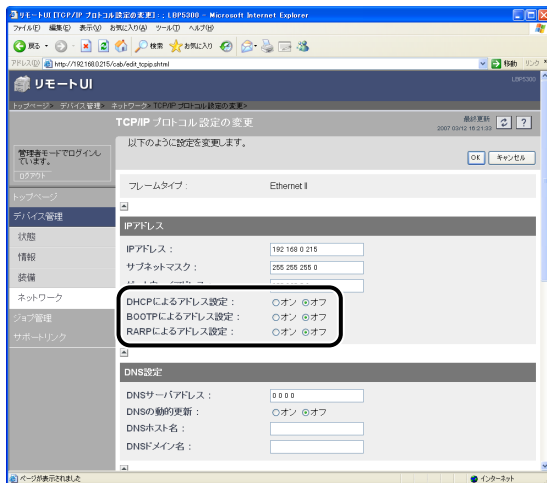 リモートUI [TCP/IP プロトコル設定の変更] : ; LBP5300 - Microsoft Internet Explorer
ファイル(F) 編集(E) 表示(V) お気に入り(A) ツール(T) ヘルプ(H)
戻る 検索 お気に入り
アドレス(D) http://192.168.0.215/cab/edit_tcpip.shtml 移動 リンク
リモートUI LBP5300
トップページ> デバイス管理> ネットワーク> TCP/IP プロトコル設定の変更>
管理者モードでログインしています。
ログアウト
トップページ
デバイス管理
状態
情報
装備
ネットワーク
ジョブ管理
サポートリンク
TCP/IP プロトコル設定の変更
最終更新
2007 03/12 16:21:33
?
以下のように設定を変更します。
OK キャンセル
フレームタイプ : Ethernet II
IPアドレス
IPアドレス : 192.168.0.215
サブネットマスク : 255.255.255.0
DHCPによるアドレス設定 : オン オフ
BOOTPによるアドレス設定 : オン オフ
RARPによるアドレス設定 : オン オフ
DNS設定
DNSサーバアドレス : 0.0.0.0
DNSの動的更新 : オン オフ
DNSホスト名 :
DNSドメイン名 :
ページが表示されました インターネット